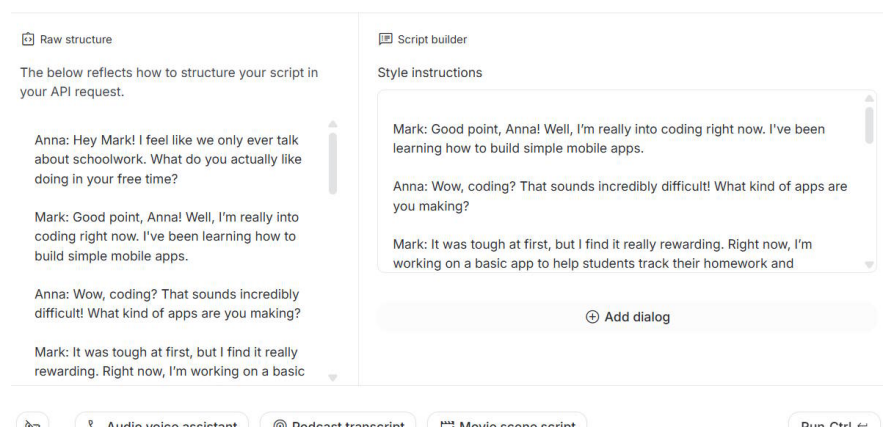 Raw structure
The below reflects how to structure your script in
your API request.
Anna: Hey Mark! I feel like we only ever talk
about schoolwork. What do you actually like
doing in your free time?
Mark: Good point, Anna! Well, I’m really into
coding right now. I've been learning how to
build simple mobile apps.
Anna: Wow, coding? That sounds incredibly
difficult! What kind of apps are you making?
Mark: It was tough at first, but I find it really
rewarding. Right now, I’m working on a basic
Script builder
Style instructions
Mark: Good point, Anna! Well, I’m really into coding right now. I've been
learning how to build simple mobile apps.
Anna: Wow, coding? That sounds incredibly difficult! What kind of apps are
you making?
Mark: It was tough at first, but I find it really rewarding. Right now, I’m
working on a basic app to help students track their homework and
Add dialog
Audio voice assistant
Podcast transcript
Movie scene script
Run Ctrl